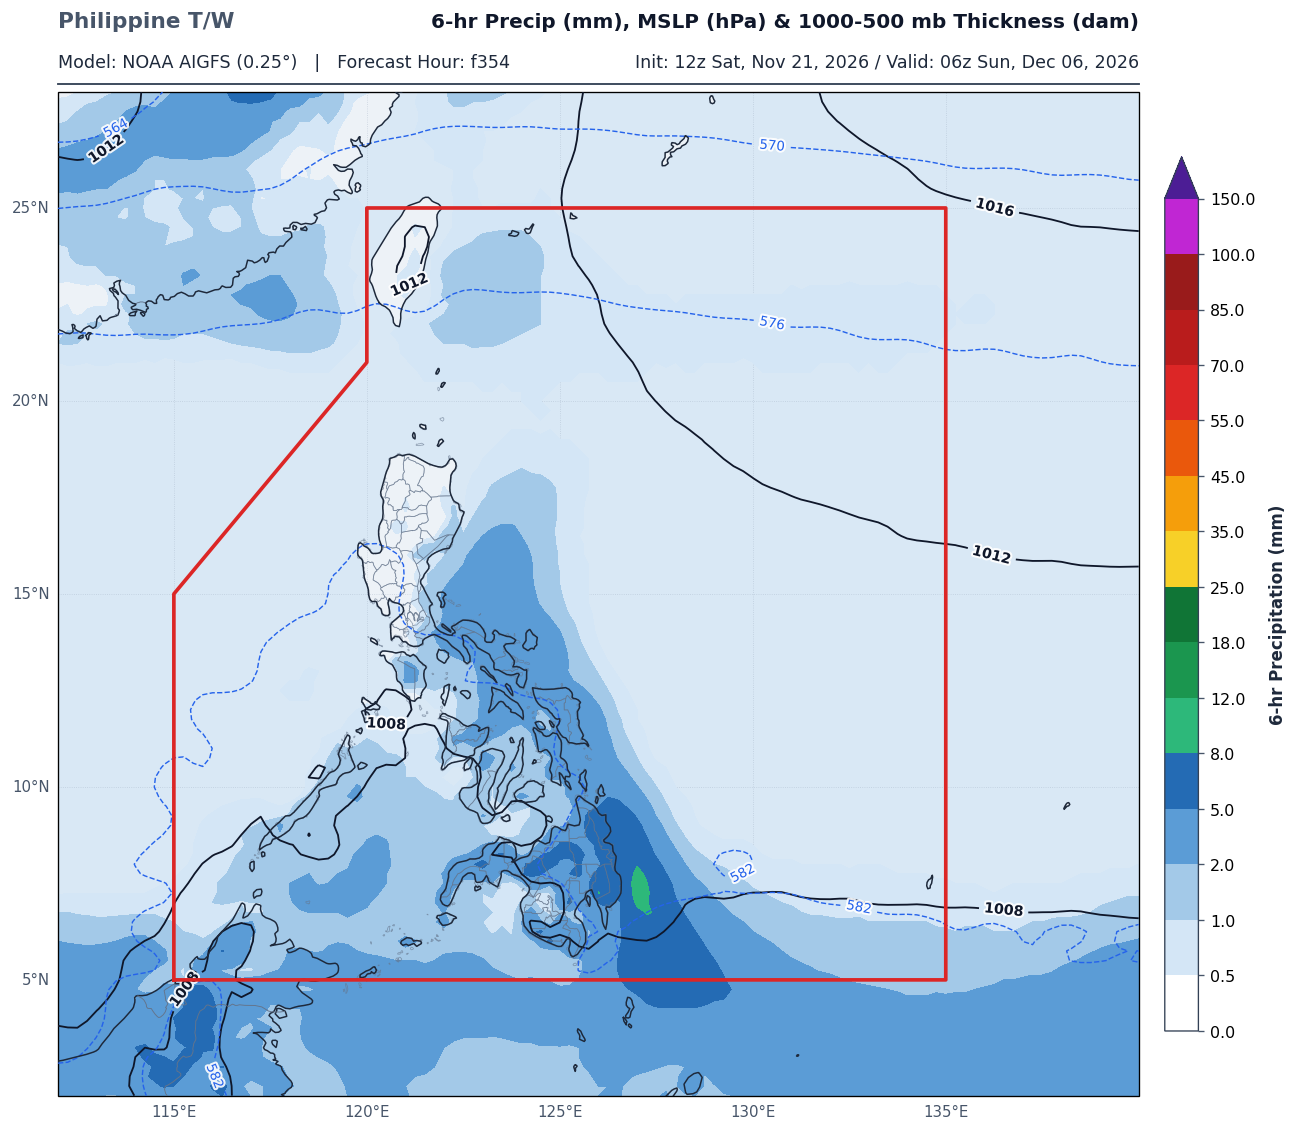 Philippine T/W
6-hr Precip (mm), MSLP (hPa) & 1000-500 mb Thickness (dam)
Model: NOAA AIGFS (0.25°) | Forecast Hour: f354
Init: 12z Sat, Nov 21, 2026 / Valid: 06z Sun, Dec 06, 2026
564
1012
570
1016
1012
576
1012
1008
582
582
1008
1008
582
25°N
20°N
15°N
10°N
5°N
115°E
120°E
125°E
130°E
135°E
150.0
100.0
85.0
70.0
55.0
45.0
35.0
25.0
18.0
12.0
8.0
5.0
2.0
1.0
0.5
0.0
6-hr Precipitation (mm)